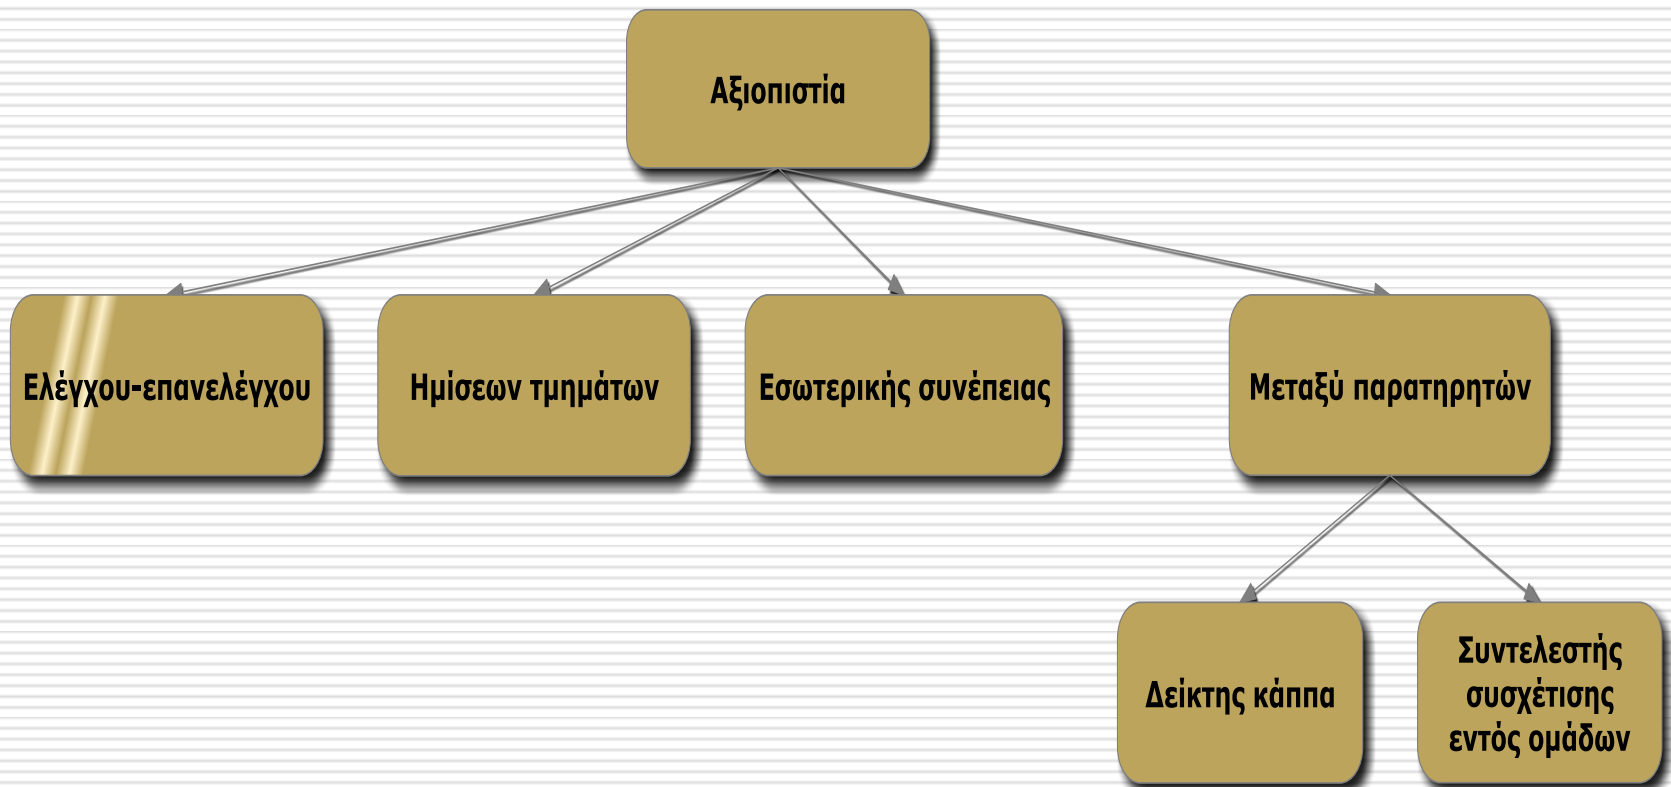 Αξιοπιστία
Ελέγχου-επανελέγχου
Ημίσεων τμημάτων
Εσωτερικής συνέπειας
Μεταξύ παρατηρητών
Δείκτης κάππα
Συντελεστής
συσχέτισης
εντός ομάδων